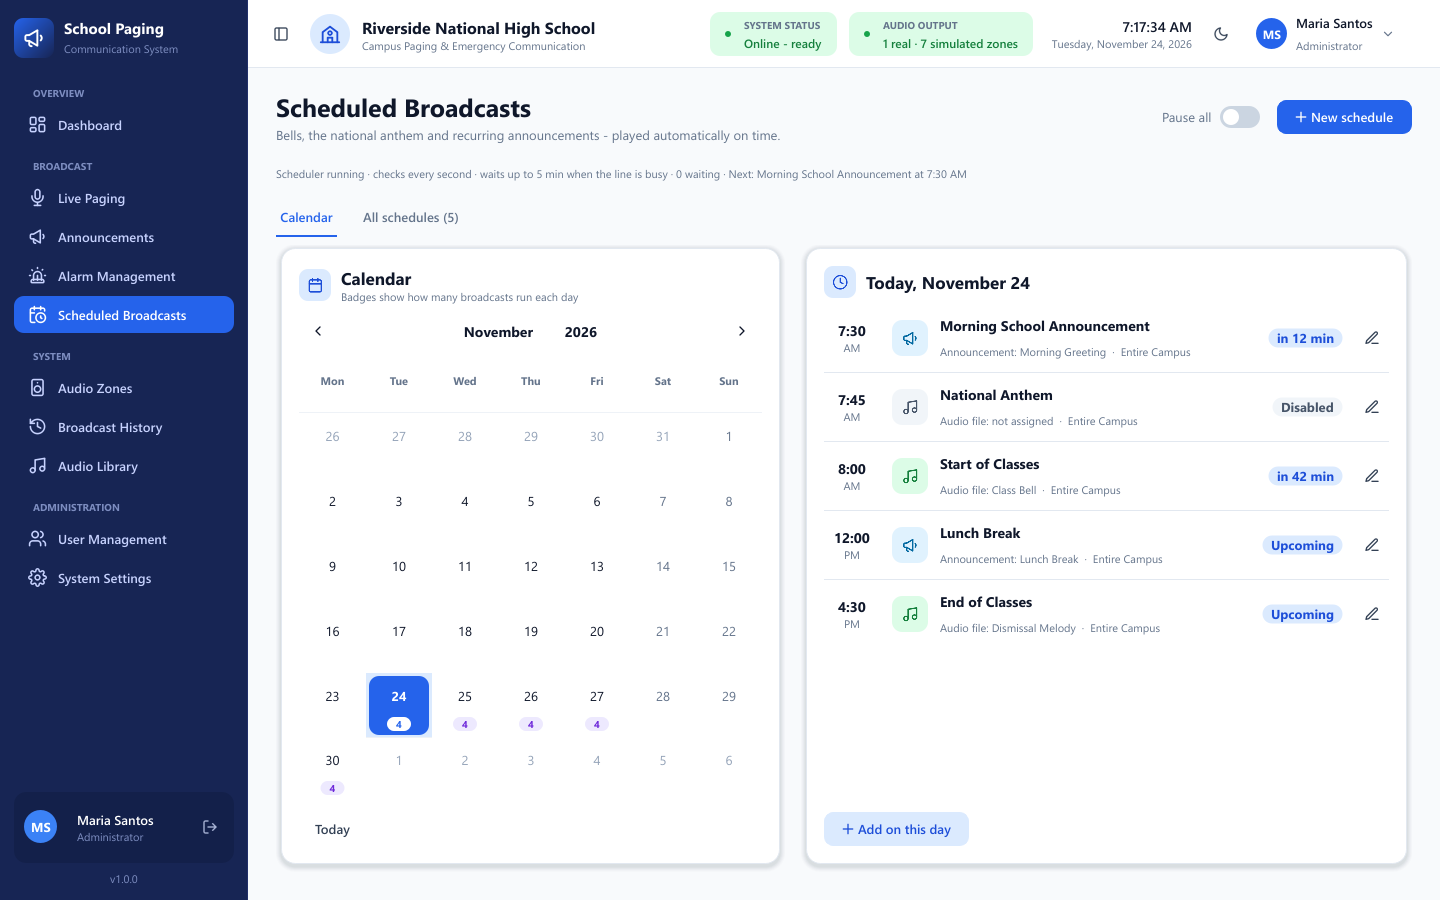 School Paging
Communication System
OVERVIEW
Dashboard
BROADCAST
Live Paging
Announcements
Alarm Management
Scheduled Broadcasts
SYSTEM
Audio Zones
Broadcast History
Audio Library
ADMINISTRATION
User Management
System Settings
MS
Maria Santos
Administrator
v1.0.0
Riverside National High School
Campus Paging & Emergency Communication
SYSTEM STATUS
Online - ready
AUDIO OUTPUT
1 real · 7 simulated zones
7:17:34 AM
Tuesday, November 24, 2026
MS
Maria Santos
Administrator
Scheduled Broadcasts
Bells, the national anthem and recurring announcements - played automatically on time.
Pause all
New schedule
Scheduler running · checks every second · waits up to 5 min when the line is busy · 0 waiting · Next: Morning School Announcement at 7:30 AM
Calendar
All schedules (5)
Calendar
Badges show how many broadcasts run each day
November 2026
Mon Tue Wed Thu Fri Sat Sun
26 27 28 29 30 31 1
2 3 4 5 6 7 8
9 10 11 12 13 14 15
16 17 18 19 20 21 22
23 24 25 26 27 28 29
4 4 4 4
30 1 2 3 4 5 6
4
Today
Today, November 24
7:30 AM
Morning School Announcement
Announcement: Morning Greeting · Entire Campus
in 12 min
7:45 AM
National Anthem
Audio file: not assigned · Entire Campus
Disabled
8:00 AM
Start of Classes
Audio file: Class Bell · Entire Campus
in 42 min
12:00 PM
Lunch Break
Announcement: Lunch Break · Entire Campus
Upcoming
4:30 PM
End of Classes
Audio file: Dismissal Melody · Entire Campus
Upcoming
Add on this day